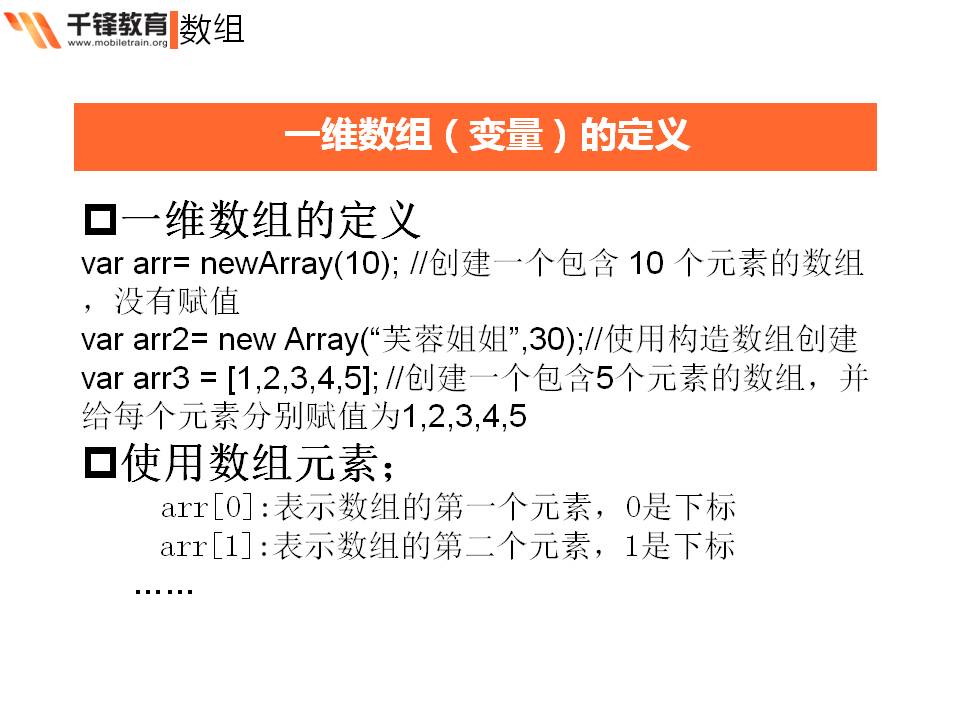 千锋教育 数组
www.mobiletrain.org
一维数组（变量）的定义
一维数组的定义
var arr= newArray(10); //创建一个包含 10 个元素的数组
，没有赋值
var arr2= new Array(“芙蓉姐姐”,30);//使用构造数组创建
var arr3 = [1,2,3,4,5]; //创建一个包含5个元素的数组，并
给每个元素分别赋值为1,2,3,4,5
使用数组元素；
arr[0]:表示数组的第一个元素，0是下标
arr[1]:表示数组的第二个元素，1是下标
……